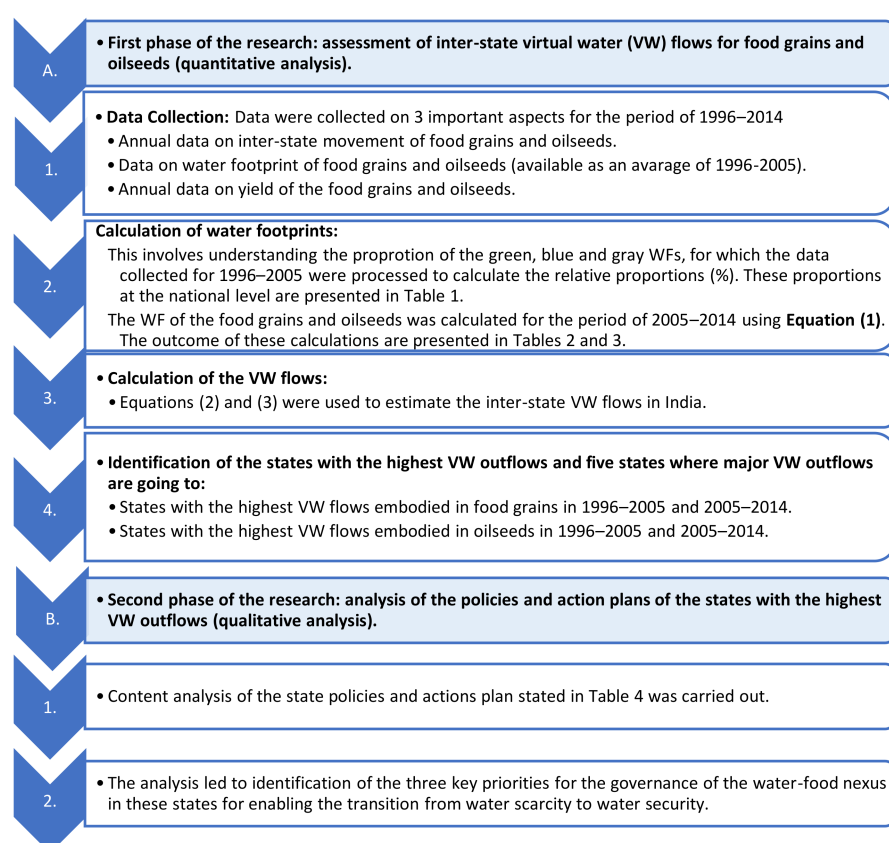 A.
• First phase of the research: assessment of inter-state virtual water (VW) flows for food grains and
oilseeds (quantitative analysis).
1.
• Data Collection: Data were collected on 3 important aspects for the period of 1996–2014
• Annual data on inter-state movement of food grains and oilseeds.
• Data on water footprint of food grains and oilseeds (available as an avarage of 1996-2005).
• Annual data on yield of the food grains and oilseeds.
2.
Calculation of water footprints:
This involves understanding the proprotion of the green, blue and gray WFs, for which the data
collected for 1996–2005 were processed to calculate the relative proportions (%). These proportions
at the national level are presented in Table 1.
The WF of the food grains and oilseeds was calculated for the period of 2005–2014 using Equation (1).
The outcome of these calculations are presented in Tables 2 and 3.
3.
• Calculation of the VW flows:
• Equations (2) and (3) were used to estimate the inter-state VW flows in India.
4.
• Identification of the states with the highest VW outflows and five states where major VW outflows
are going to:
• States with the highest VW flows embodied in food grains in 1996–2005 and 2005–2014.
• States with the highest VW flows embodied in oilseeds in 1996–2005 and 2005–2014.
B.
• Second phase of the research: analysis of the policies and action plans of the states with the highest
VW outflows (qualitative analysis).
1.
• Content analysis of the state policies and actions plan stated in Table 4 was carried out.
2.
• The analysis led to identification of the three key priorities for the governance of the water-food nexus
in these states for enabling the transition from water scarcity to water security.